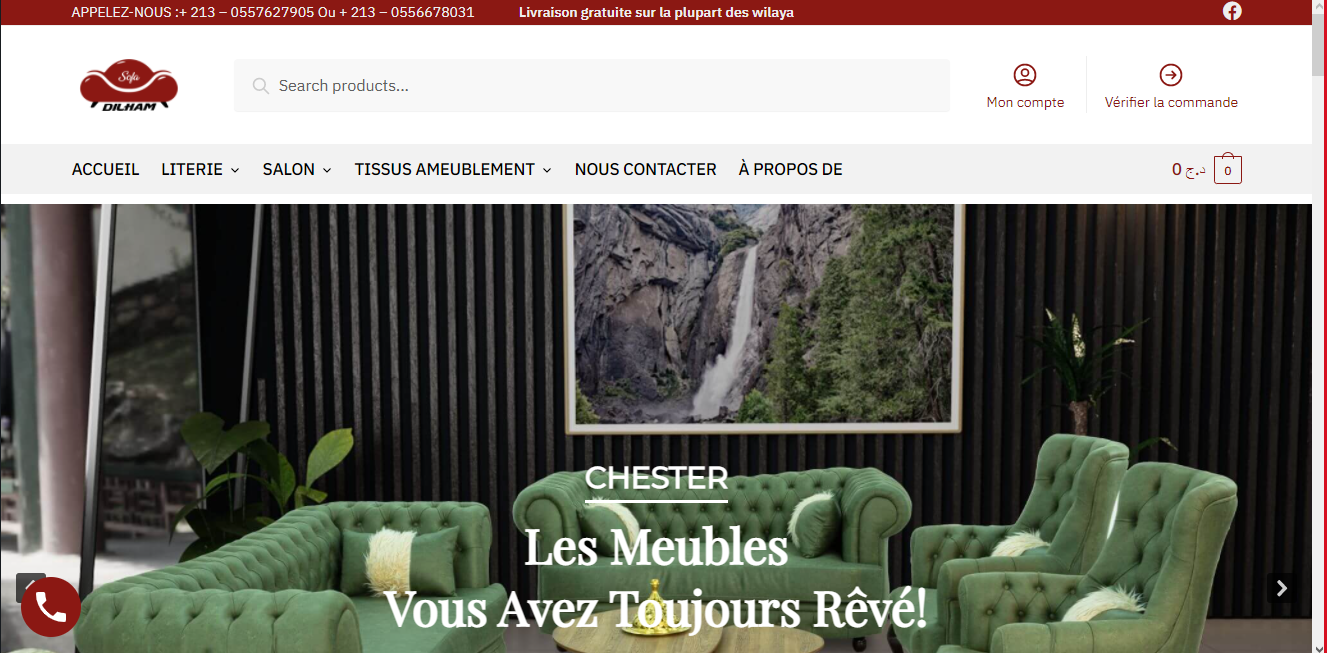 APPELEZ-NOUS :+ 213 – 0557627905 Ou + 213 – 0556678031
Livraison gratuite sur la plupart des wilaya
Sofa
DILHAM
Search products...
Mon compte
Vérifier la commande
ACCUEIL
LITERIE
SALON
TISSUS AMEUBLEMENT
NOUS CONTACTER
À PROPOS DE
0 د.ج
0
CHESTER
Les Meubles
Vous Avez Toujours Rêvé!